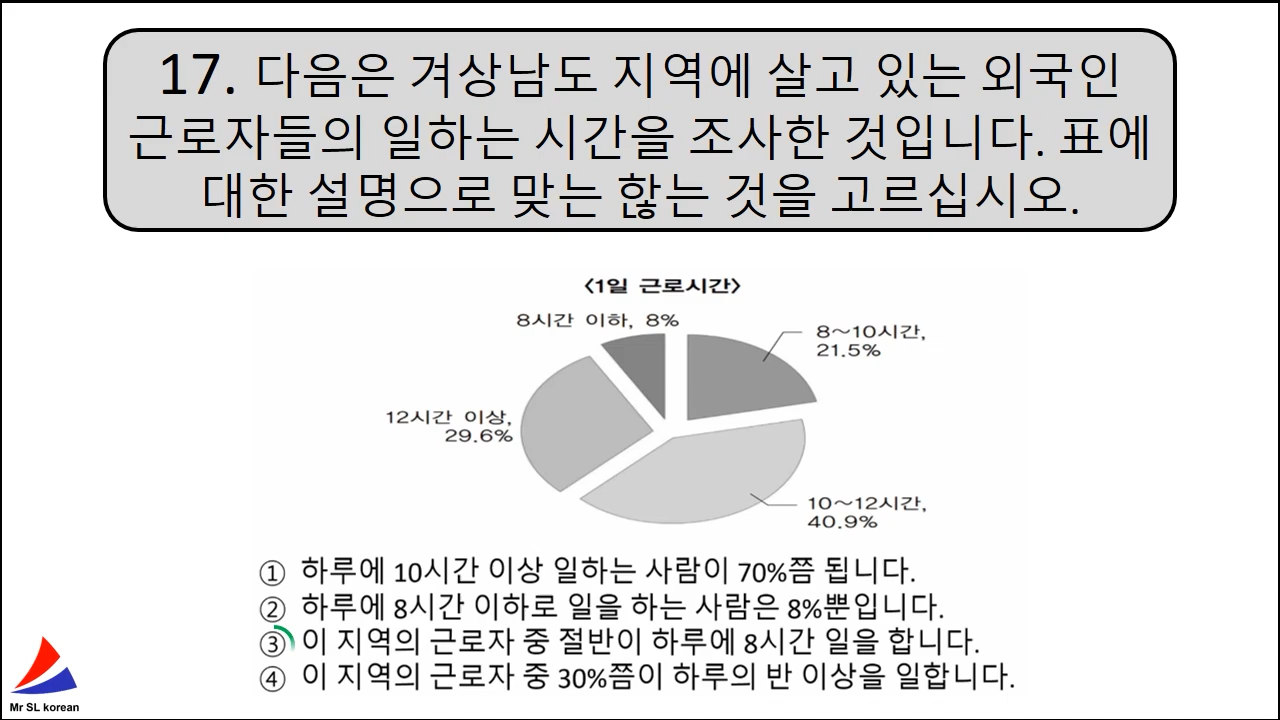 17. 다음은 겨상남도 지역에 살고 있는 외국인
근로자들의 일하는 시간을 조사한 것입니다. 표에
대한 설명으로 맞는 핞는 것을 고르십시오.
<1일 근로시간>
8시간 이하, 8%
8~10시간,
21.5%
12시간 이상,
29.6%
10~12시간,
40.9%
① 하루에 10시간 이상 일하는 사람이 70%쯤 됩니다.
② 하루에 8시간 이하로 일을 하는 사람은 8%뿐입니다.
③ 이 지역의 근로자 중 절반이 하루에 8시간 일을 합니다.
④ 이 지역의 근로자 중 30%쯤이 하루의 반 이상을 일합니다.
Mr SL korean